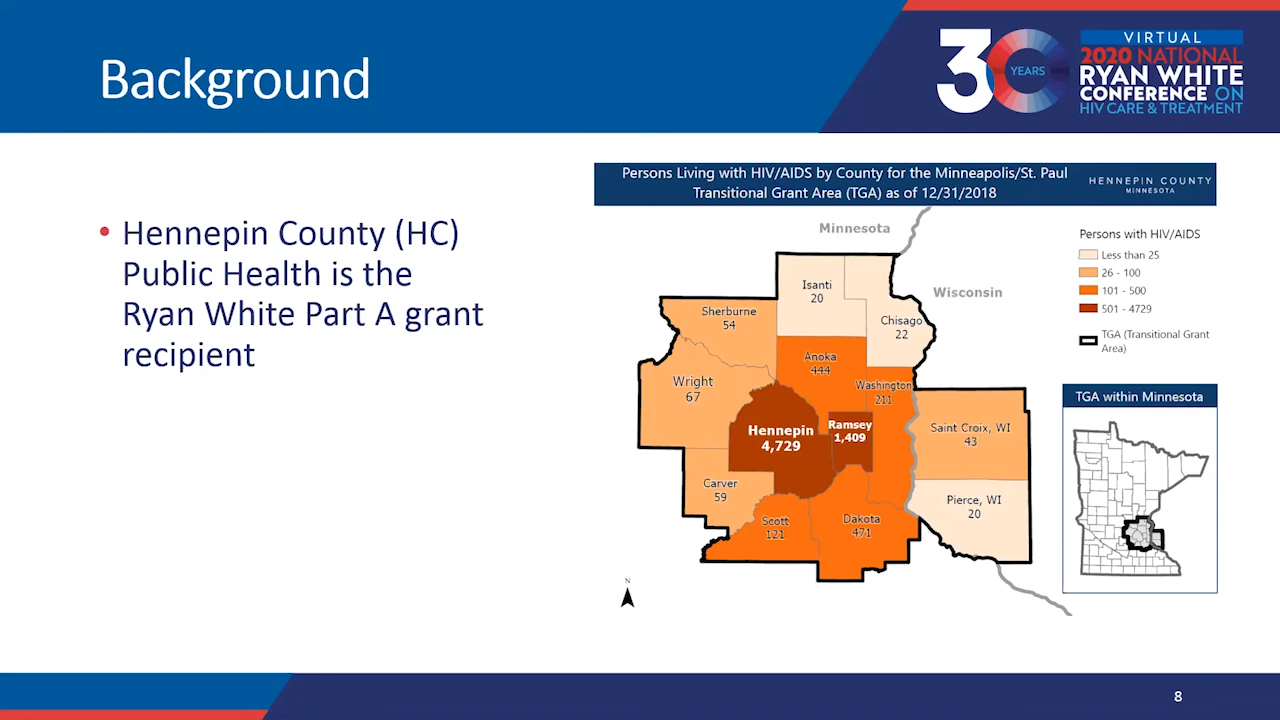 Background
30 YEARS
VIRTUAL
2020 NATIONAL
RYAN WHITE
CONFERENCE ON
HIV CARE & TREATMENT
• Hennepin County (HC)
Public Health is the
Ryan White Part A grant
recipient
Persons Living with HIV/AIDS by County for the Minneapolis/St. Paul
Transitional Grant Area (TGA) as of 12/31/2018
HENNEPIN COUNTY
MINNESOTA
Minnesota
Wisconsin
Isanti
20
Chisago
22
Sherburne
54
Anoka
444
Wright
67
Washington
211
Hennepin
4,729
Ramsey
1,409
Saint Croix, WI
43
Carver
59
Pierce, WI
20
Scott
121
Dakota
471
N
Persons with HIV/AIDS
Less than 25
26 - 100
101 - 500
501 - 4729
TGA (Transitional Grant
Area)
TGA within Minnesota
8